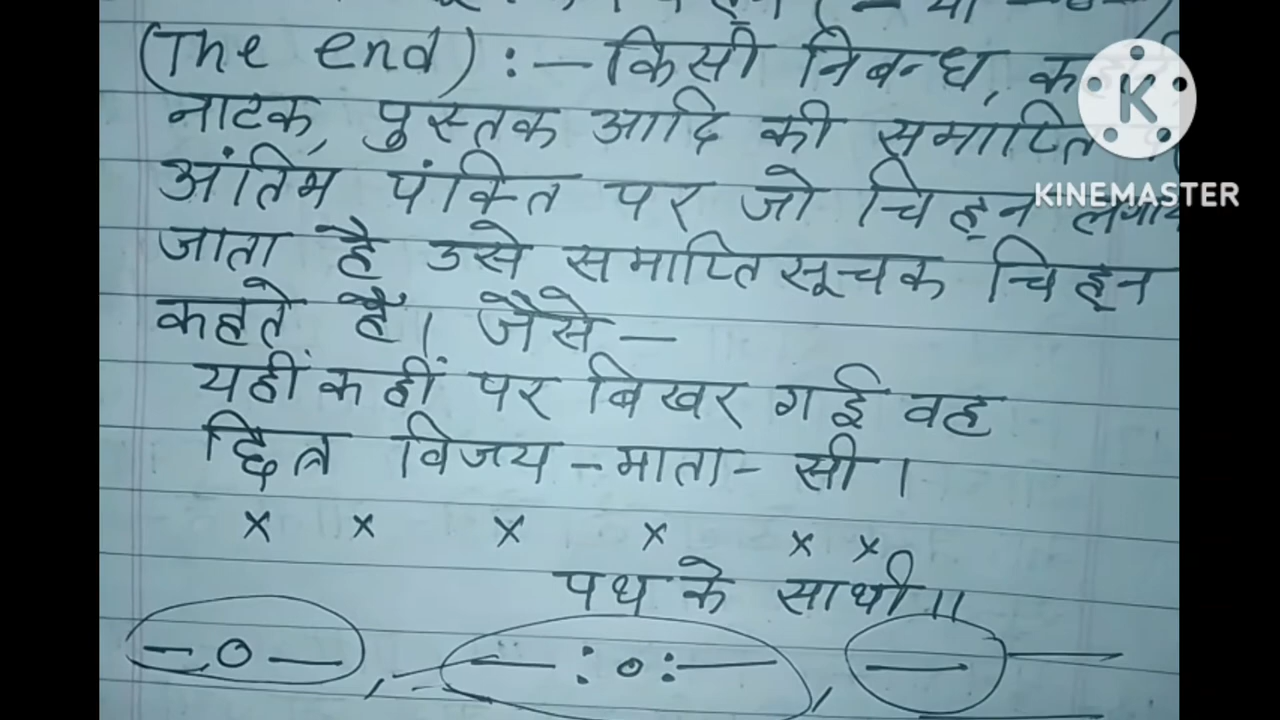 (The end) :- किसी निबन्ध,
नाटक, पुस्तक आदि की समाप्ति
अंतिम पंक्ति पर जो चिह्न
जाता है उसे समाप्तिसूचक चिह्न
कहते हैं। जैसे —
यहीं कहीं पर बिखर गई वह
विजय - माता - सी।
x x x x x x
पथ के साथी।।
—o— , —:o:— , —
K
KINEMASTER